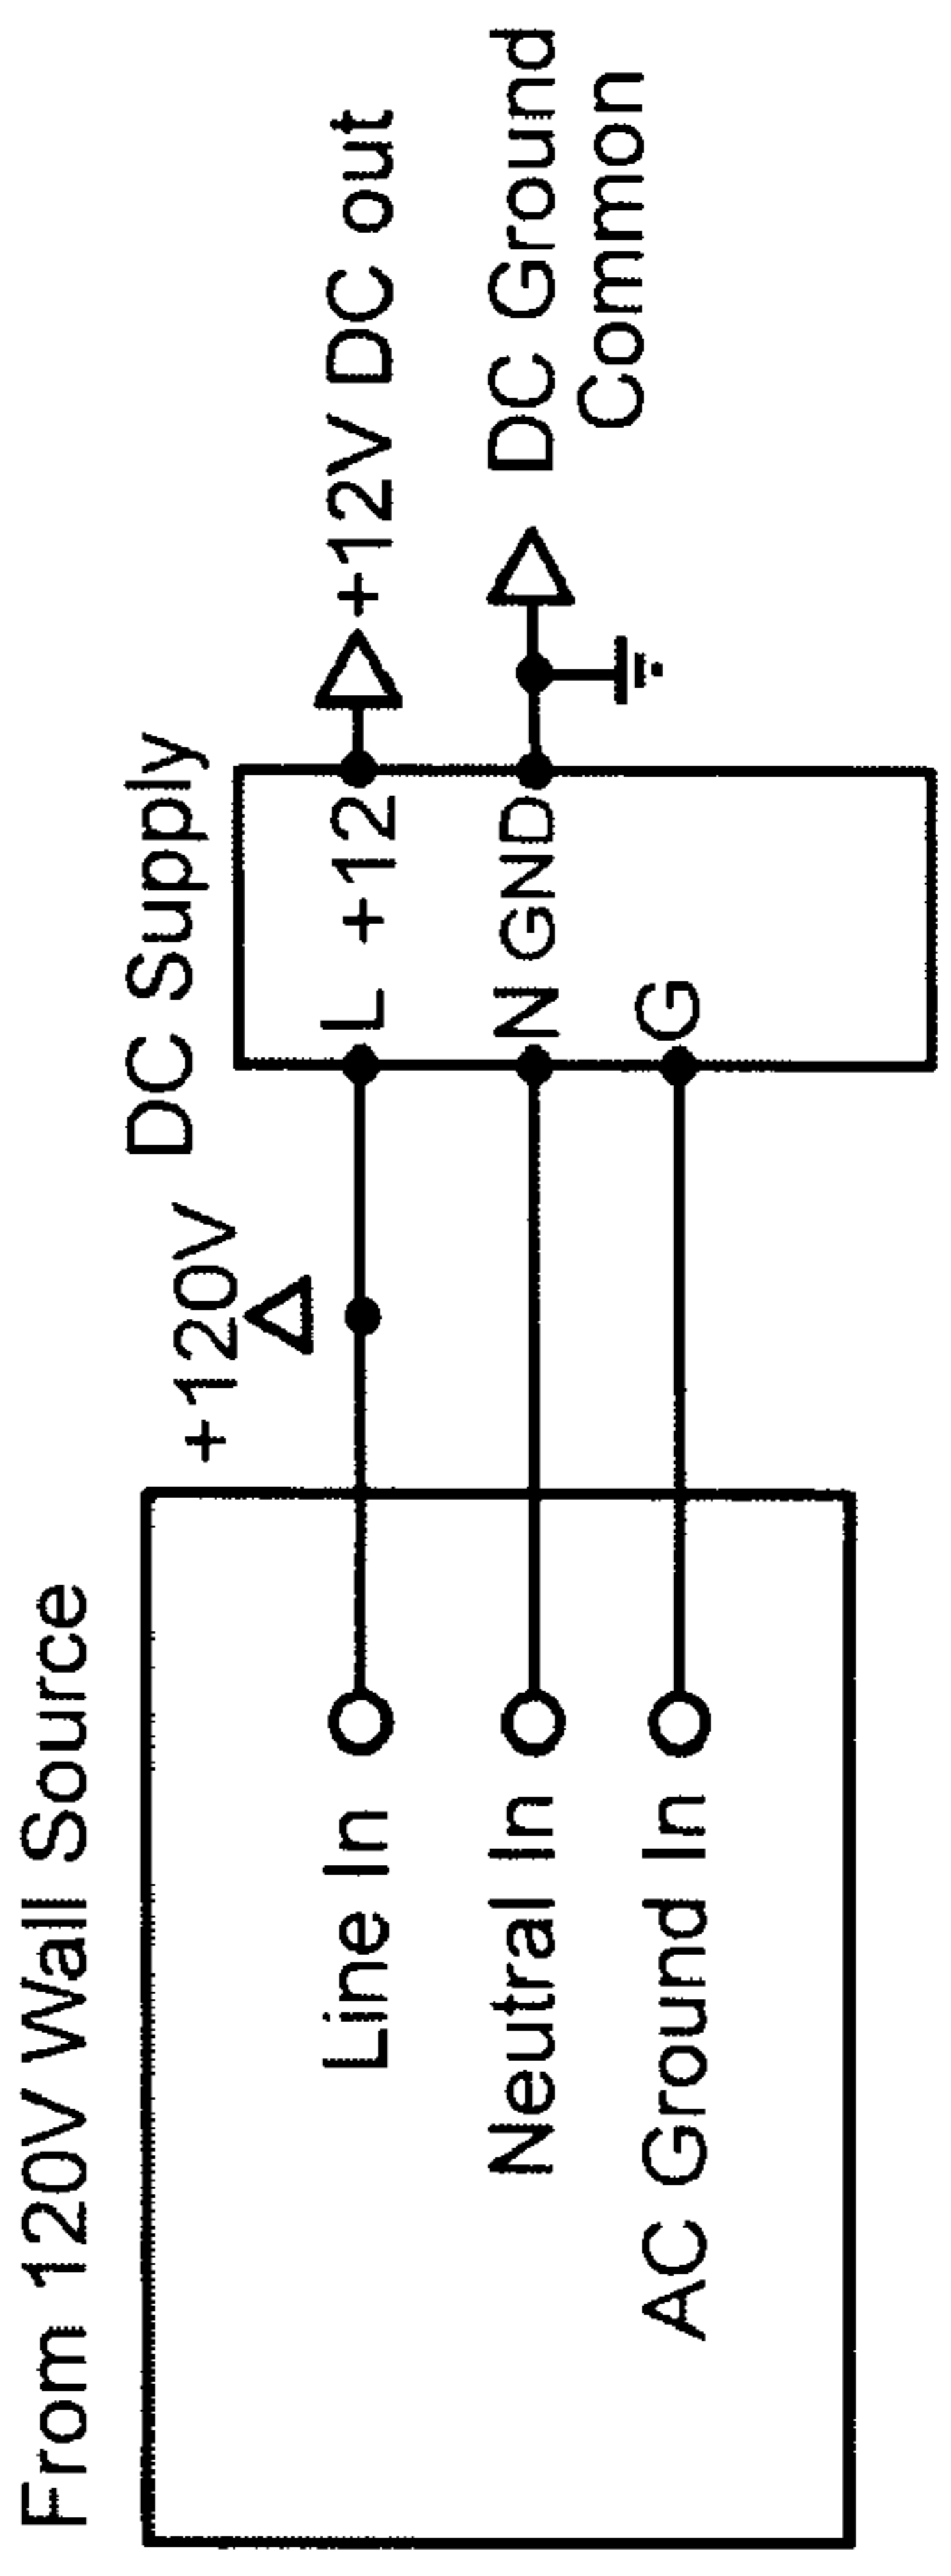 From 120V Wall Source
Line In
Neutral In
AC Ground In
+120V
DC Supply
L +12
N GND
G
+12V DC out
DC Ground
Common